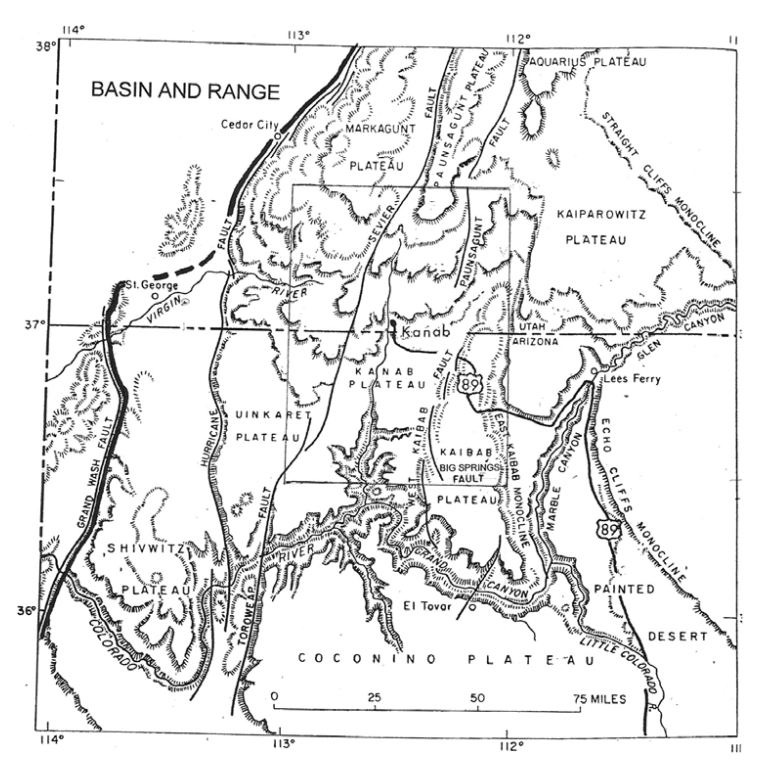 114°
113°
112°
11
38°
AQUARIUS PLATEAU
BASIN AND RANGE
PAUNSAGUNT PLATEAU
FAULT
Cedar City
MARKAGUNT
PLATEAU
FAULT
STRAIGHT CLIFFS MONOCLINE
KAIPAROWITZ
PLATEAU
SEVIER
PAUNSAGUNT
FAULT
St. George
VIRGIN
RIVER
37°
Kanab
UTAH
ARIZONA
GLEN CANYON
KANAB
PLATEAU
FAULT
89
Lees Ferry
UINKARET
PLATEAU
HURRICANE
GRAND WASH FAULT
WEST KAIBAB
KAIBAB
BIG SPRINGS
FAULT
PLATEAU
EAST KAIBAB MONOCLINE
MARBLE CANYON
ECHO CLIFFS MONOCLINE
89
FAULT
SHIVWITZ
PLATEAU
RIVER
GRAND CANYON
PAINTED
DESERT
36°
TOROWEAP
El Tovar
COLORADO
LITTLE COLORADO R.
COCONINO PLATEAU
0 25 50 75 MILES
114°
113°
112°
111